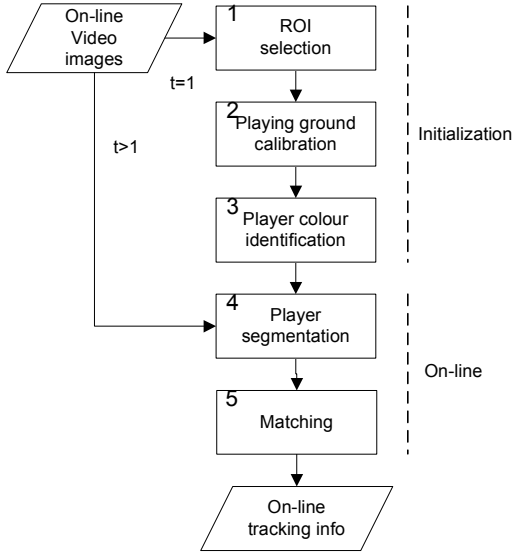 On-line
Video
images
t=1
t>1
1
ROI
selection
2
Playing ground
calibration
3
Player colour
identification
Initialization
4
Player
segmentation
5
Matching
On-line
On-line
tracking info